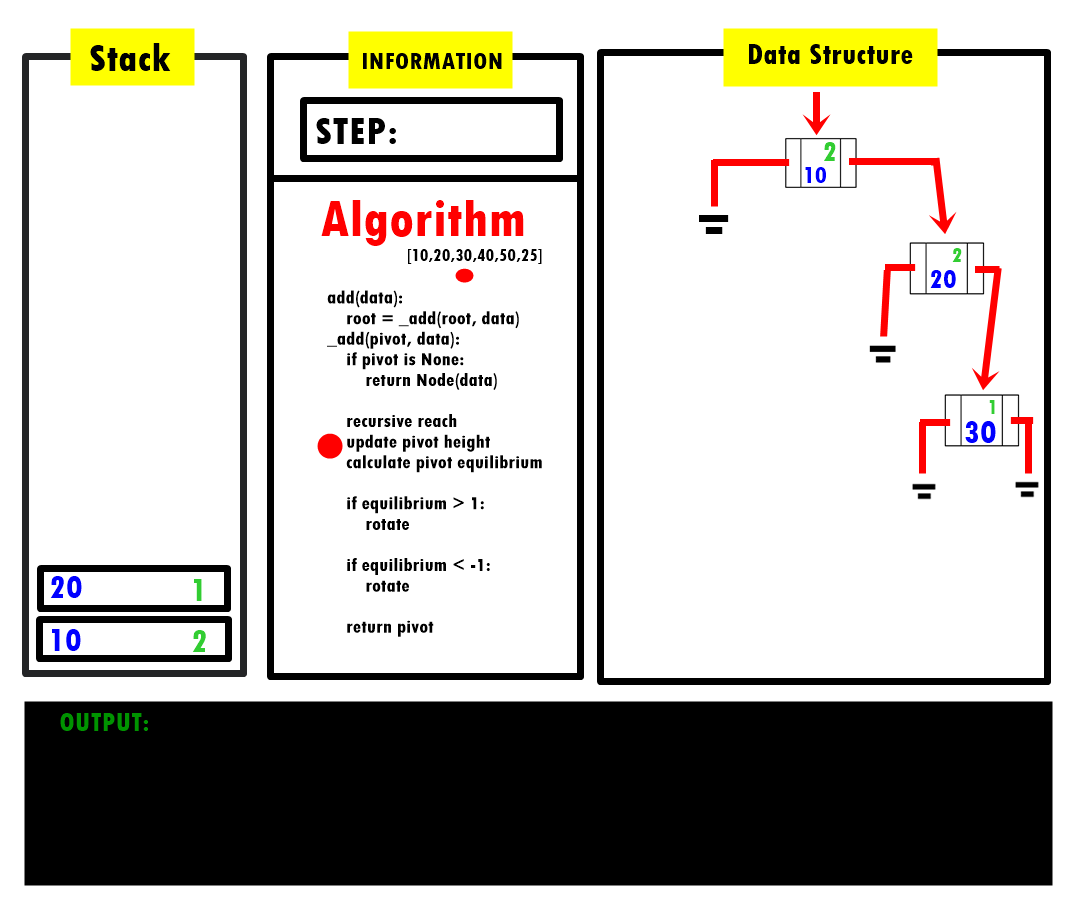 Stack
20 1
10 2
INFORMATION
STEP:
Algorithm
[10,20,30,40,50,25]
add(data):
root = _add(root, data)
_add(pivot, data):
if pivot is None:
return Node(data)
recursive reach
update pivot height
calculate pivot equilibrium
if equilibrium > 1:
rotate
if equilibrium < -1:
rotate
return pivot
Data Structure
2
10
2
20
1
30
OUTPUT: